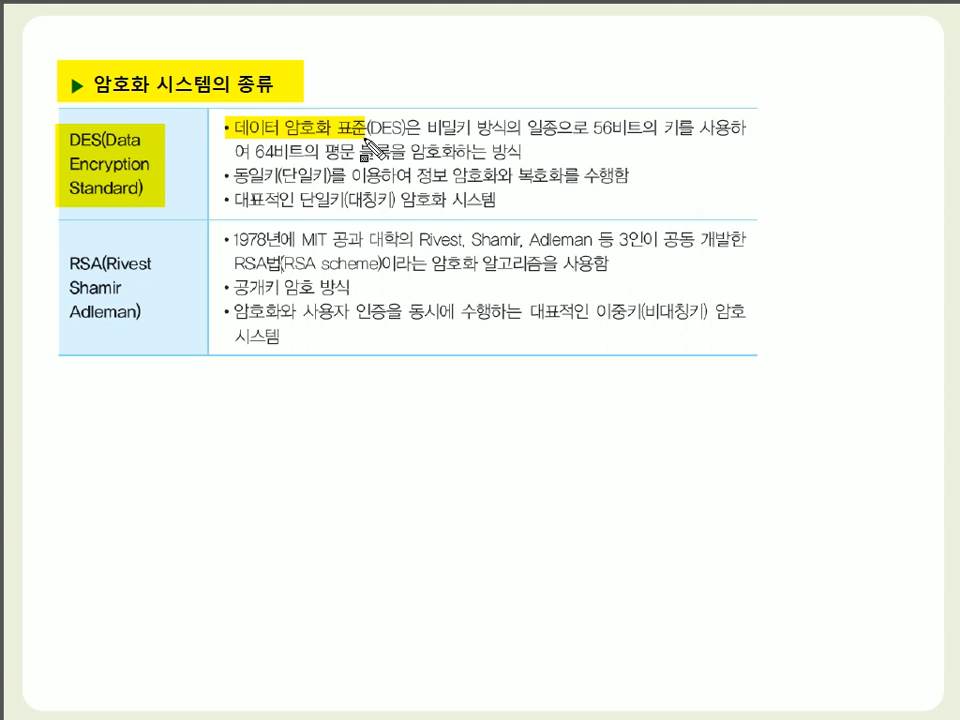 ▶ 암호화 시스템의 종류
DES(Data
Encryption
Standard)
• 데이터 암호화 표준(DES)은 비밀키 방식의 일종으로 56비트의 키를 사용하
여 64비트의 평문 블록을 암호화하는 방식
• 동일키(단일키)를 이용하여 정보 암호화와 복호화를 수행함
• 대표적인 단일키(대칭키) 암호화 시스템
RSA(Rivest
Shamir
Adleman)
• 1978년에 MIT 공과 대학의 Rivest, Shamir, Adleman 등 3인이 공동 개발한
RSA법(RSA scheme)이라는 암호화 알고리즘을 사용함
• 공개키 암호 방식
• 암호화와 사용자 인증을 동시에 수행하는 대표적인 이중키(비대칭키) 암호
시스템